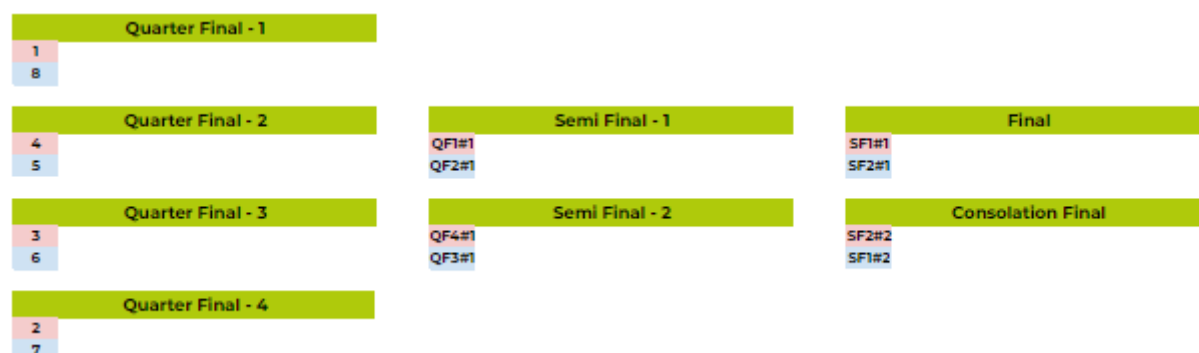 Quarter Final - 1
1
8
Quarter Final - 2
4
5
Quarter Final - 3
3
6
Quarter Final - 4
2
7
Semi Final - 1
QF1#1
QF2#1
Semi Final - 2
QF4#1
QF3#1
Final
SF1#1
SF2#1
Consolation Final
SF2#2
SF1#2